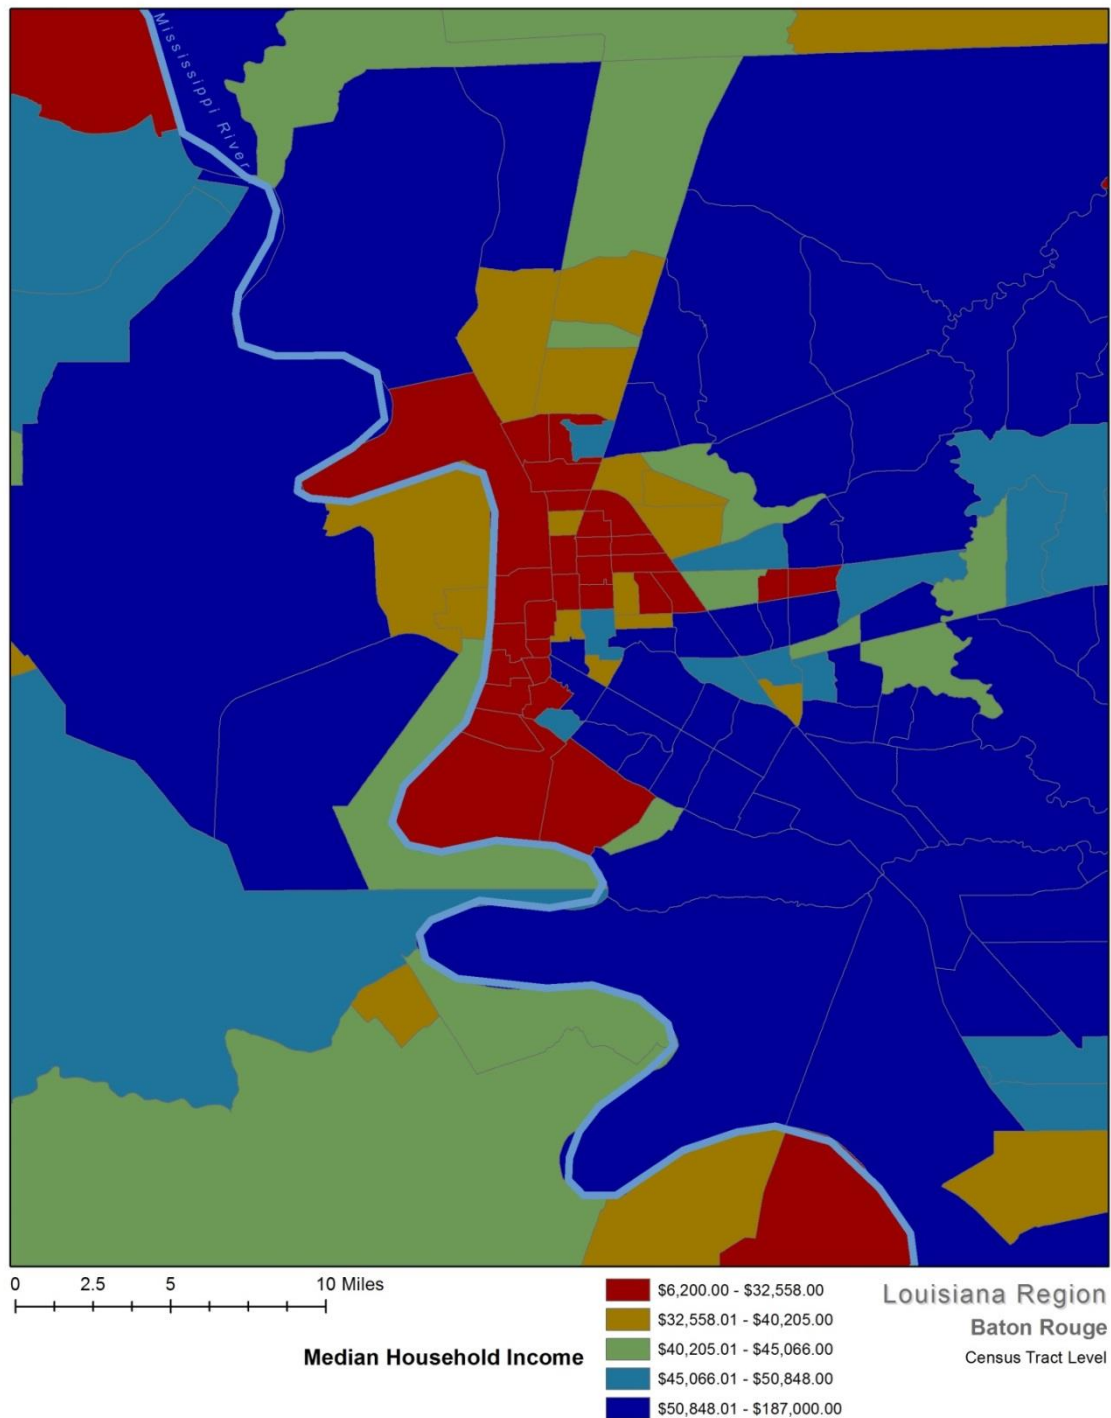 Mississippi River
0 2.5 5 10 Miles
Median Household Income
$6,200.00 - $32,558.00
$32,558.01 - $40,205.00
$40,205.01 - $45,066.00
$45,066.01 - $50,848.00
$50,848.01 - $187,000.00
Louisiana Region
Baton Rouge
Census Tract Level